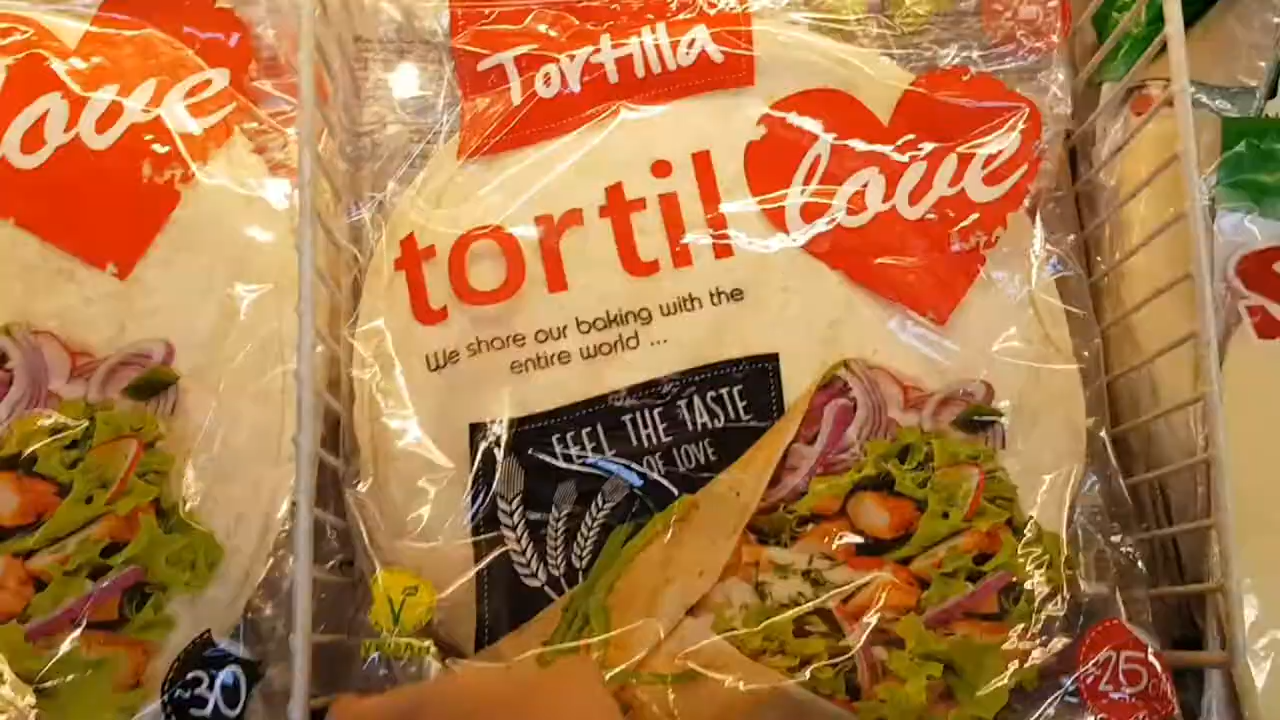 love
~30
Tortilla
tortil love
We share our baking with the
entire world ...
FEEL THE TASTE
OF LOVE
VEGAN
~25cm